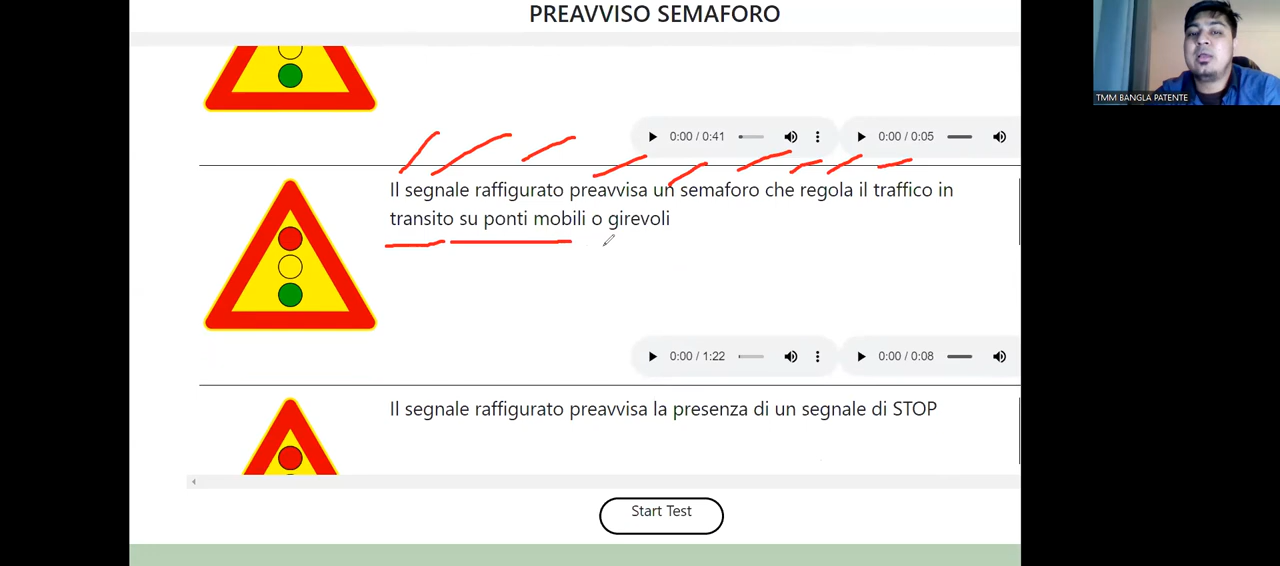 PREAVVISO SEMAFORO
TMM BANGLA PATENTE
0:00 / 0:41
0:00 / 0:05
Il segnale raffigurato preavvisa un semaforo che regola il traffico in
transito su ponti mobili o girevoli
0:00 / 1:22
0:00 / 0:08
Il segnale raffigurato preavvisa la presenza di un segnale di STOP
Start Test